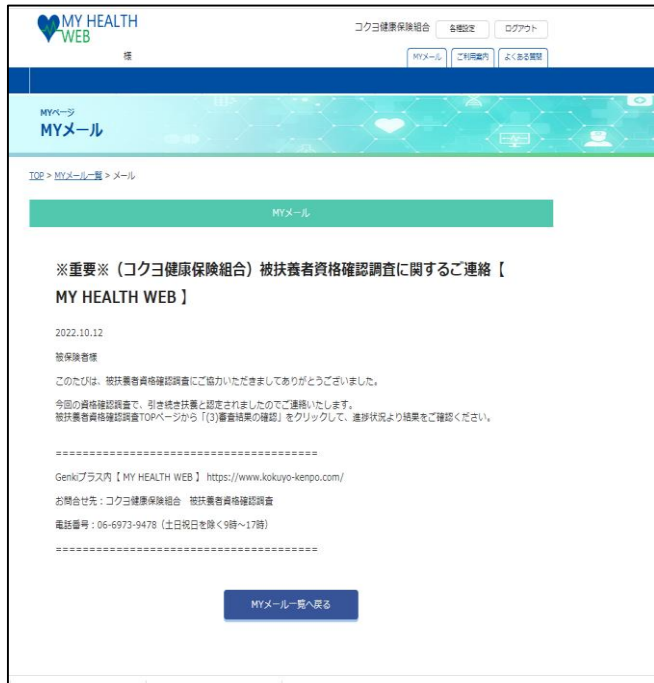 MY HEALTH
WEB
コクヨ健康保険組合 各種設定 ログアウト
様
MYメール ご利用案内 よくある質問
MYページ
MYメール
TOP > MYメール一覧 > メール
MYメール
※重要※（コクヨ健康保険組合）被扶養者資格確認調査に関するご連絡【
MY HEALTH WEB 】
2022.10.12
被保険者様
このたびは、被扶養者資格確認調査にご協力いただきましてありがとうございました。
今回の資格確認調査で、引き続き扶養と認定されましたのでご連絡いたします。
被扶養者資格確認調査TOPページから「(3)審査結果の確認」をクリックして、進捗状況より結果をご確認ください。
=======================================
Genkiプラス内【 MY HEALTH WEB 】 https://www.kokuyo-kenpo.com/
お問合せ先：コクヨ健康保険組合　被扶養者資格確認調査
電話番号：06-6973-9478（土日祝日を除く9時～17時）
=======================================
MYメール一覧へ戻る